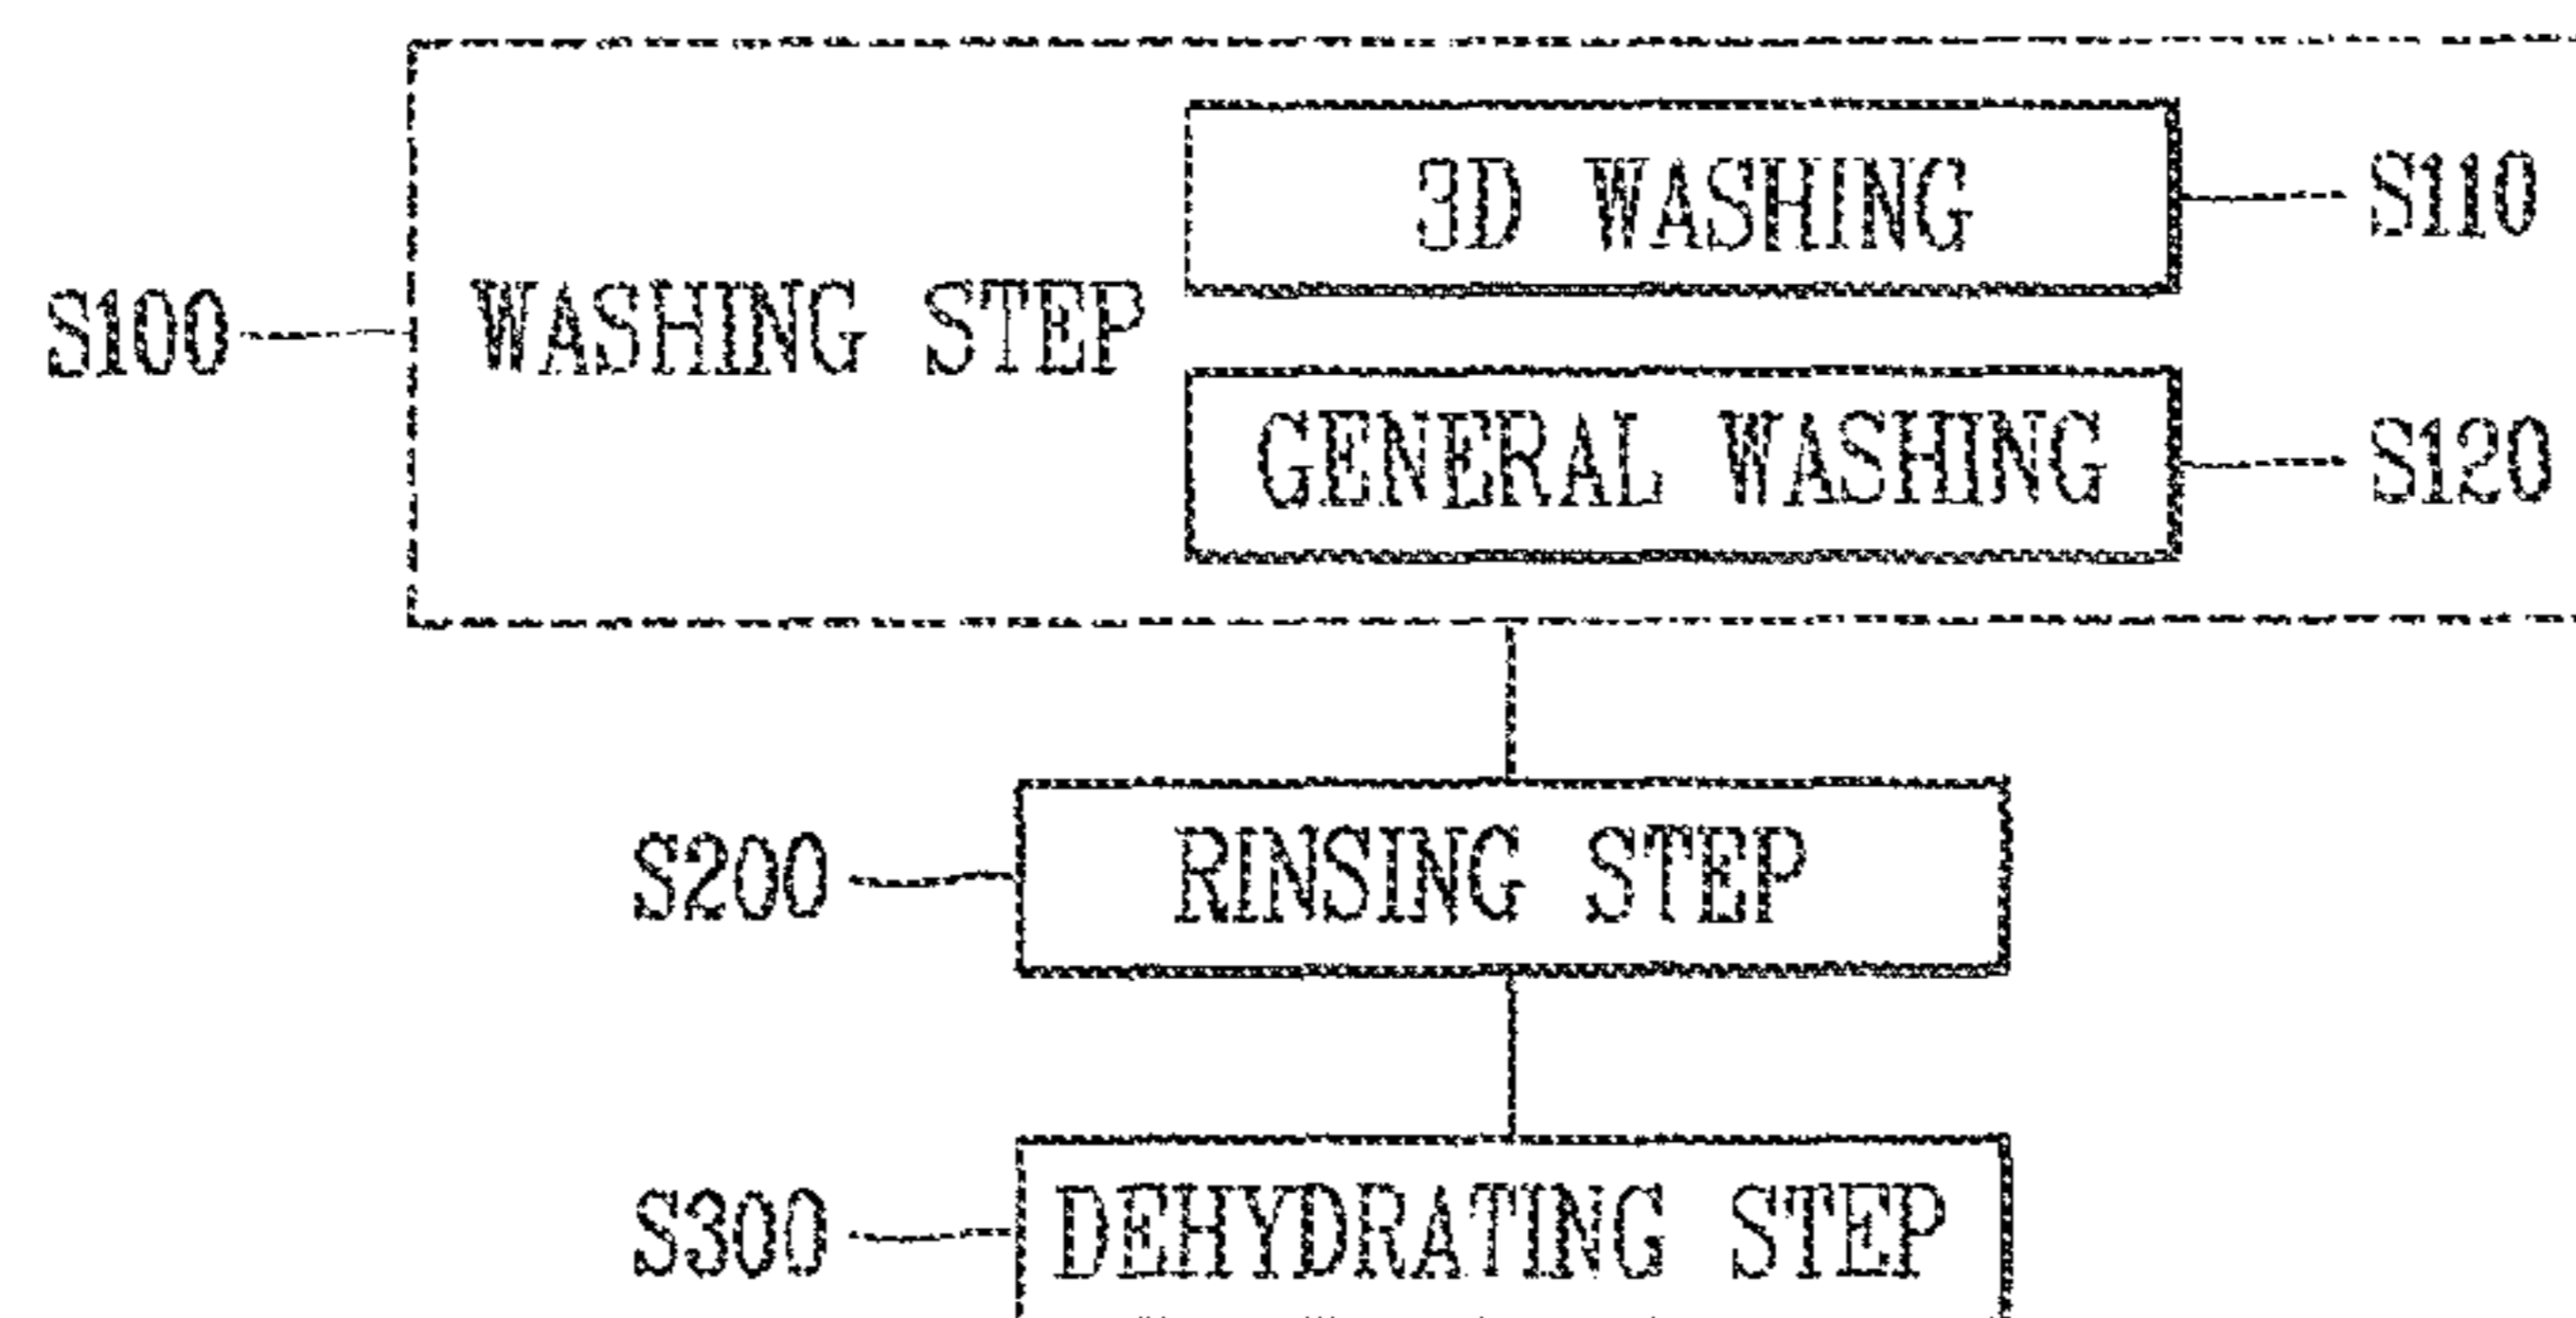 3D WASHING S110
S100 WASHING STEP
GENERAL WASHING S120
S200 RINSING STEP
S300 DEHYDRATING STEP